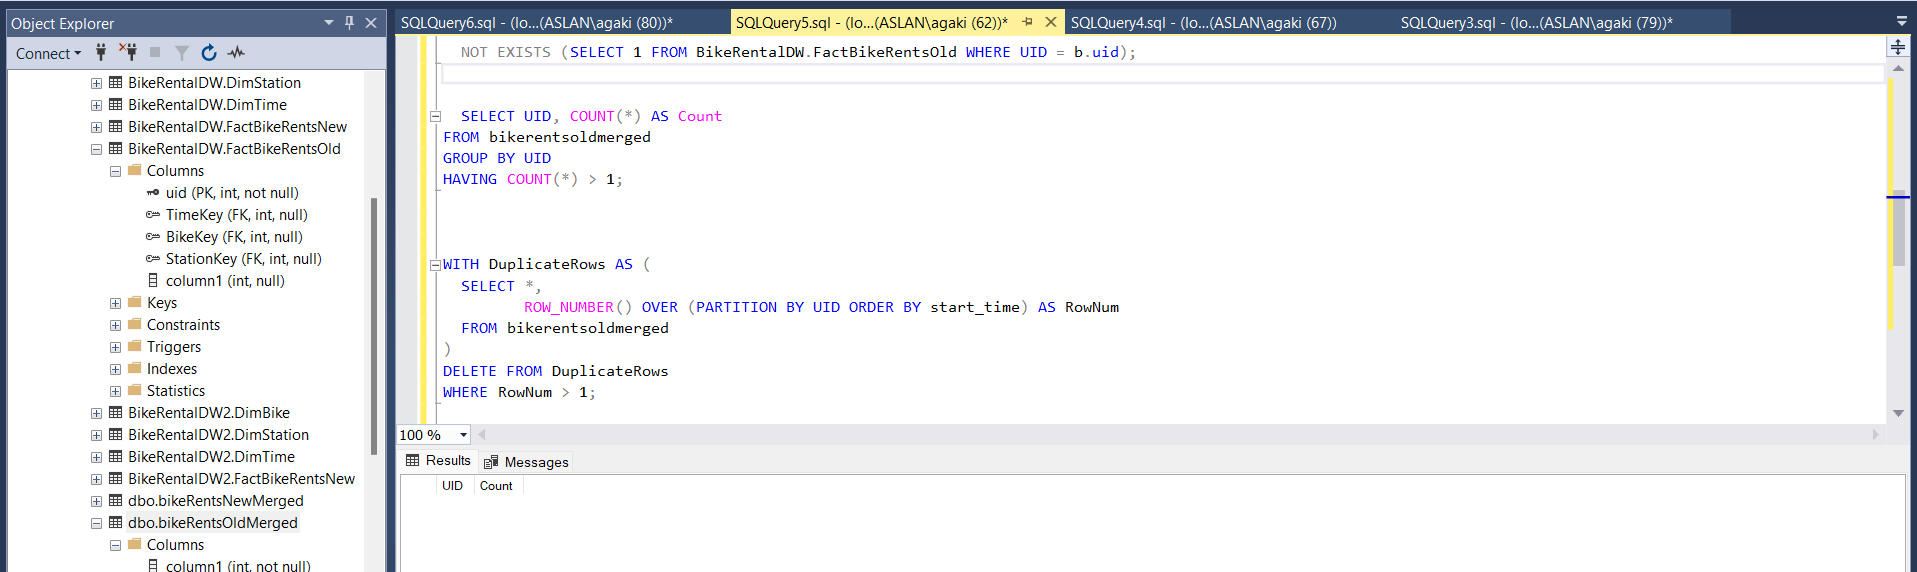 Object Explorer
Connect
BikeRentalDW.DimStation
BikeRentalDW.DimTime
BikeRentalDW.FactBikeRentsNew
BikeRentalDW.FactBikeRentsOld
Columns
uid (PK, int, not null)
TimeKey (FK, int, null)
BikeKey (FK, int, null)
StationKey (FK, int, null)
column1 (int, null)
Keys
Constraints
Triggers
Indexes
Statistics
BikeRentalDW2.DimBike
BikeRentalDW2.DimStation
BikeRentalDW2.DimTime
BikeRentalDW2.FactBikeRentsNew
dbo.bikeRentsNewMerged
dbo.bikeRentsOldMerged
Columns
column1 (int, not null)
SQLQuery6.sql - (lo...(ASLAN\agaki (80))*
SQLQuery5.sql - (lo...(ASLAN\agaki (62))*
SQLQuery4.sql - (lo...(ASLAN\agaki (67))
SQLQuery3.sql - (lo...(ASLAN\agaki (79))*
NOT EXISTS (SELECT 1 FROM BikeRentalDW.FactBikeRentsOld WHERE UID = b.uid);
SELECT UID, COUNT(*) AS Count
FROM bikerentsoldmerged
GROUP BY UID
HAVING COUNT(*) > 1;
WITH DuplicateRows AS (
SELECT *,
ROW_NUMBER() OVER (PARTITION BY UID ORDER BY start_time) AS RowNum
FROM bikerentsoldmerged
)
DELETE FROM DuplicateRows
WHERE RowNum > 1;
100 %
Results
Messages
UID
Count